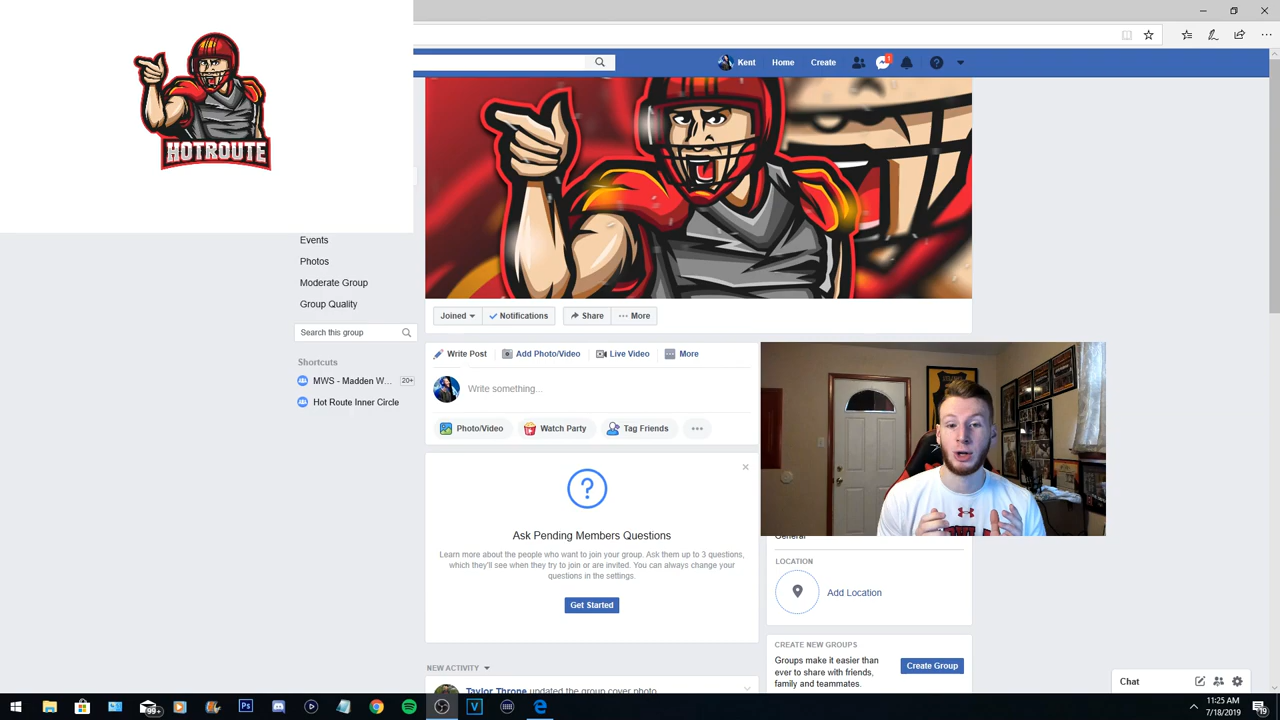 HOTROUTE
Kent
Home
Create
1
Events
Photos
Moderate Group
Group Quality
Search this group
Shortcuts
MWS - Madden W... 20+
Hot Route Inner Circle
Joined
Notifications
Share
More
Write Post
Add Photo/Video
Live Video
More
Write something...
Photo/Video
Watch Party
Tag Friends
Ask Pending Members Questions
Learn more about the people who want to join your group. Ask them up to 3 questions,
which they'll see when they try to join or are invited. You can always change your
questions in the settings.
Get Started
NEW ACTIVITY
Taylor Throne updated the group cover photo.
General
LOCATION
Add Location
CREATE NEW GROUPS
Groups make it easier than
ever to share with friends,
family and teammates.
Create Group
Chat
99+
11:25 AM
7/18/2019
19